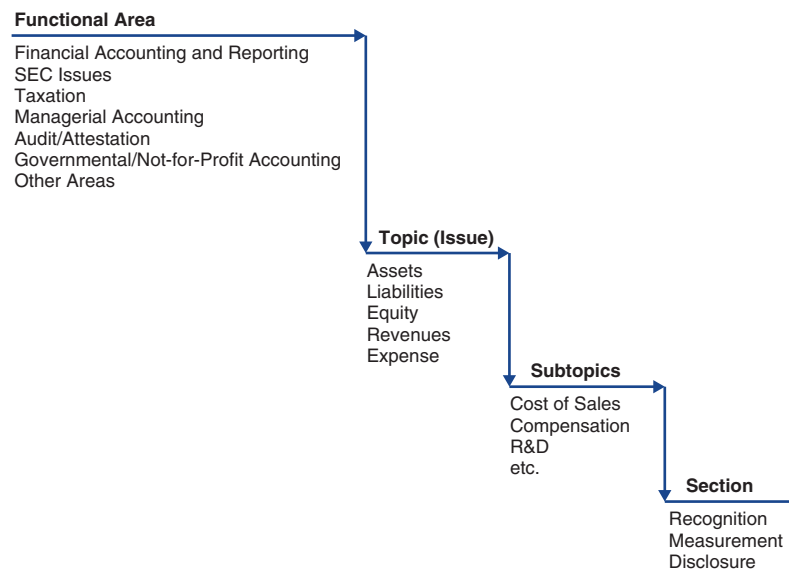 Functional Area
Financial Accounting and Reporting
SEC Issues
Taxation
Managerial Accounting
Audit/Attestation
Governmental/Not-for-Profit Accounting
Other Areas
Topic (Issue)
Assets
Liabilities
Equity
Revenues
Expense
Subtopics
Cost of Sales
Compensation
R&D
etc.
Section
Recognition
Measurement
Disclosure